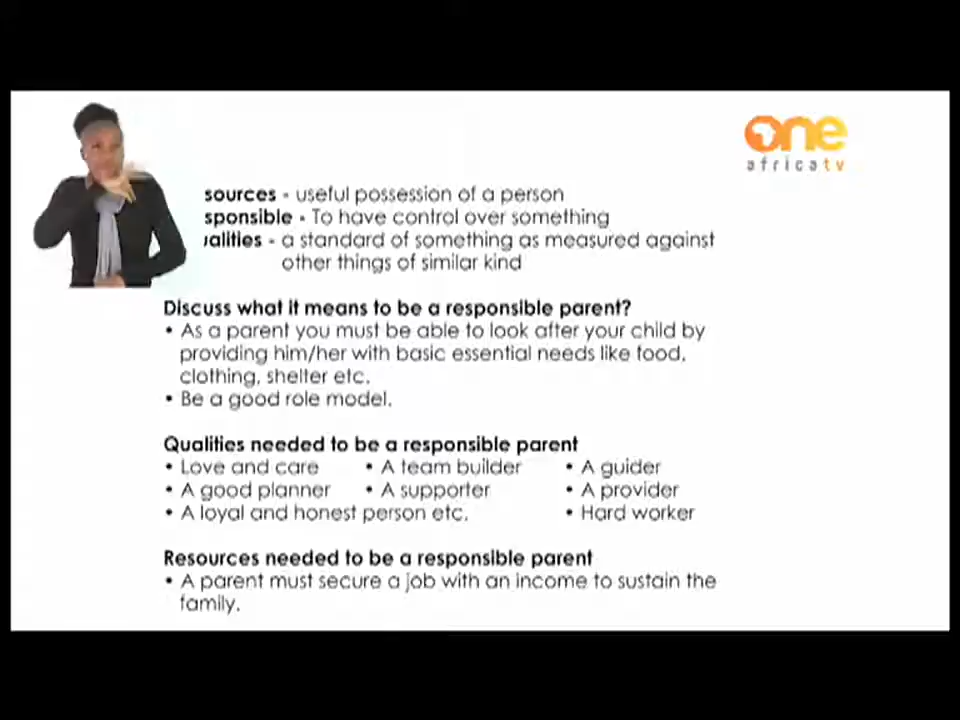 one
africatv
sources - useful possession of a person
sponsible - To have control over something
alities - a standard of something as measured against
other things of similar kind
Discuss what it means to be a responsible parent?
• As a parent you must be able to look after your child by
providing him/her with basic essential needs like food,
clothing, shelter etc.
• Be a good role model.
Qualities needed to be a responsible parent
• Love and care • A team builder • A guider
• A good planner • A supporter • A provider
• A loyal and honest person etc. • Hard worker
Resources needed to be a responsible parent
• A parent must secure a job with an income to sustain the
family.